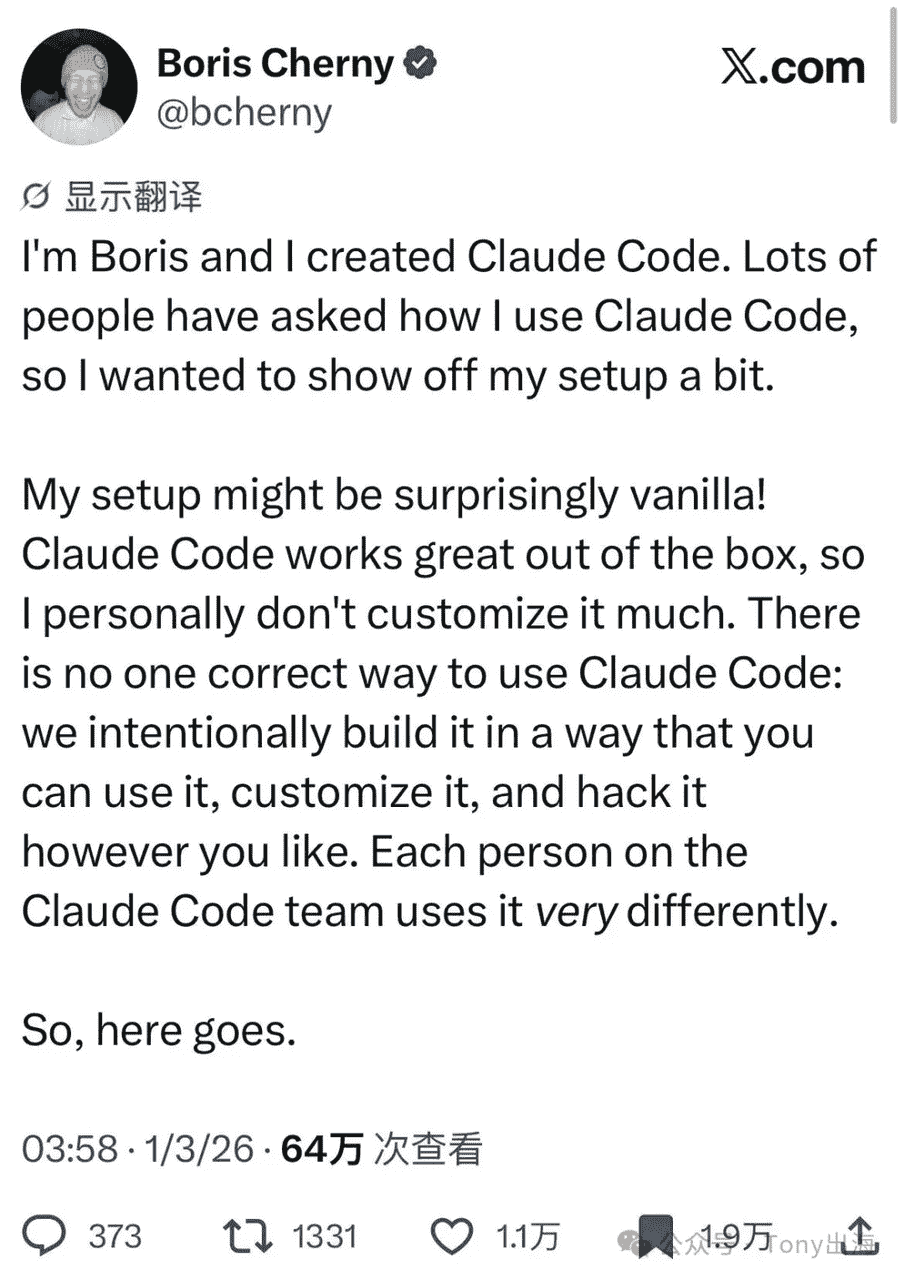 Boris Cherny
X.com
@bcherny
显示翻译
I'm Boris and I created Claude Code. Lots of
people have asked how I use Claude Code,
so I wanted to show off my setup a bit.
My setup might be surprisingly vanilla!
Claude Code works great out of the box, so
I personally don't customize it much. There
is no one correct way to use Claude Code:
we intentionally build it in a way that you
can use it, customize it, and hack it
however you like. Each person on the
Claude Code team uses it very differently.
So, here goes.
03:58 · 1/3/26 · 64万 次查看
373 1331 1.1万 1.9万
公众号 · Tony出海